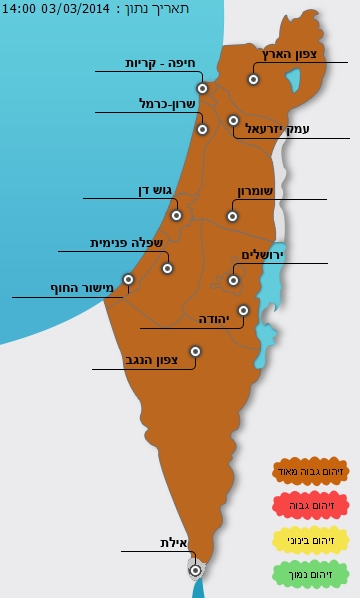 תאריך נתון : 03/03/2014 14:00
צפון הארץ
חיפה - קריות
שרון-כרמל
עמק יזרעאל
גוש דן
שומרון
שפלה פנימית
ירושלים
מישור החוף
יהודה
צפון הנגב
אילת
זיהום גבוה מאוד
זיהום גבוה
זיהום בינוני
זיהום נמוך